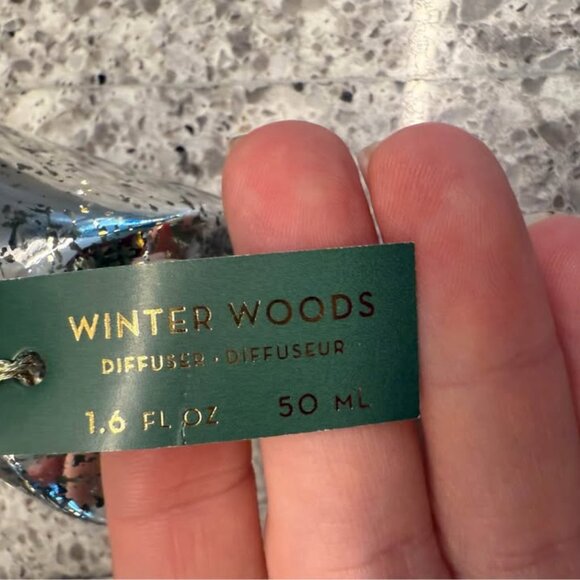 WINTER WOODS
DIFFUSER • DIFFUSEUR
1.6 FL OZ 50 ML